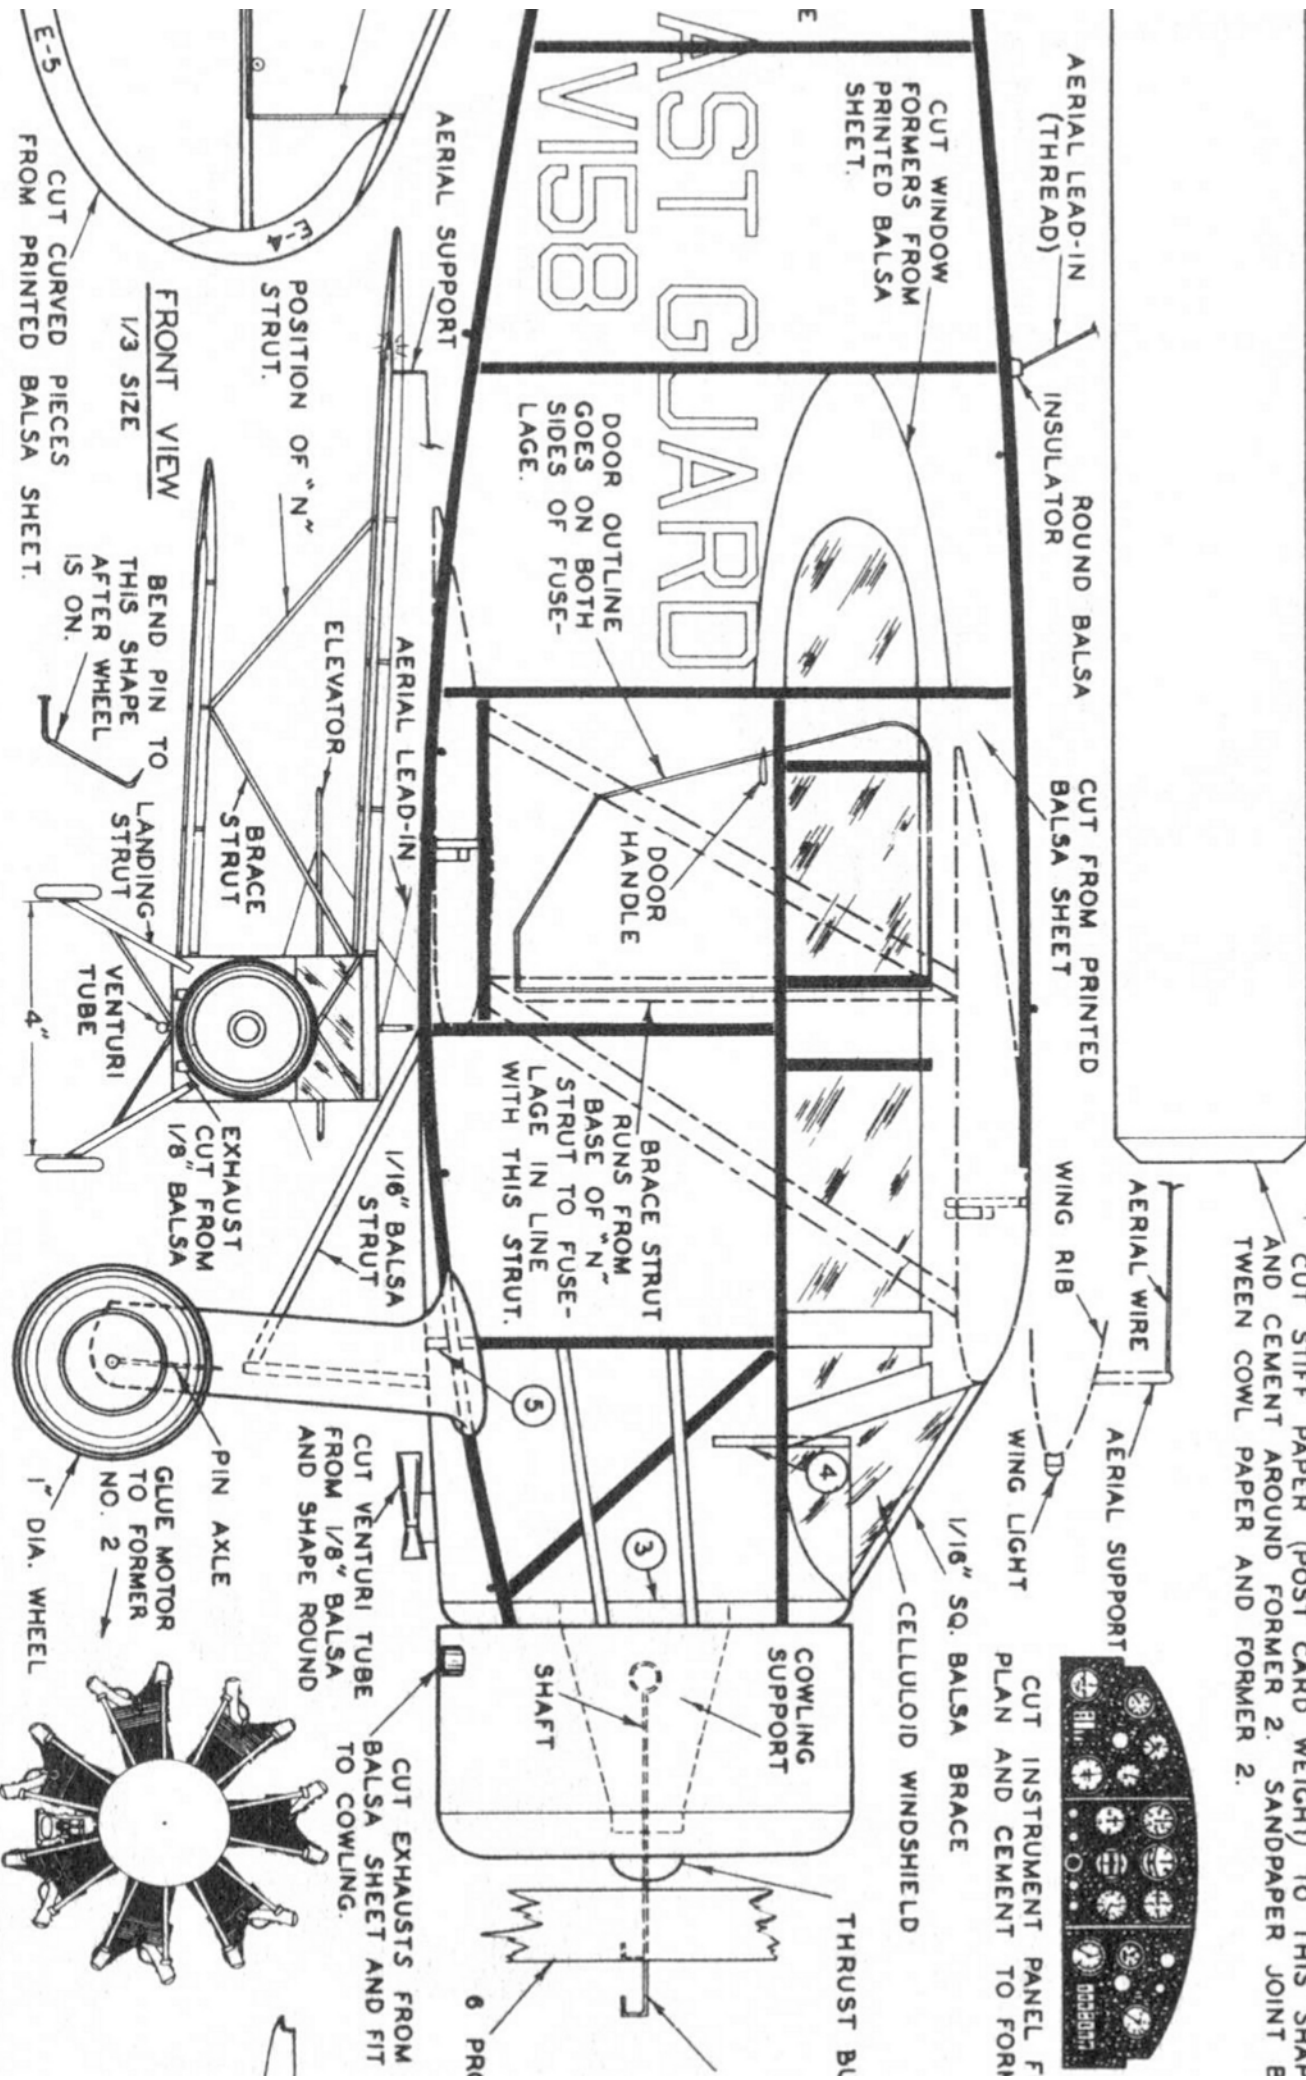 CUT STIFF PAPER (POST CARD WEIGHT) TO THIS SHAP
AND CEMENT AROUND FORMER 2. SANDPAPER JOINT B
TWEEN COWL PAPER AND FORMER 2.
AERIAL LEAD-IN
(THREAD)
INSULATOR
ROUND BALSA
CUT FROM PRINTED
BALSA SHEET
WING RIB
AERIAL WIRE
AERIAL SUPPORT
WING LIGHT
1/16" SQ. BALSA BRACE
CELLULOID WINDSHIELD
CUT INSTRUMENT PANEL F
PLAN AND CEMENT TO FORM
THRUST BU
E
CUT WINDOW
FORMERS FROM
PRINTED BALSA
SHEET.
AST GUARD
V158
DOOR OUTLINE
GOES ON BOTH
SIDES OF FUSE-
LAGE.
DOOR
HANDLE
BRACE STRUT
RUNS FROM
BASE OF "N"
STRUT TO FUSE-
LAGE IN LINE
WITH THIS STRUT.
5
4
3
COWLING
SUPPORT
SHAFT
6 PRO
AERIAL SUPPORT
E-5
E-4
CUT CURVED PIECES
FROM PRINTED BALSA SHEET.
FRONT VIEW
1/3 SIZE
POSITION OF "N"
STRUT.
ELEVATOR
AERIAL LEAD-IN
BEND PIN TO
THIS SHAPE
AFTER WHEEL
IS ON.
BRACE
STRUT
LANDING
STRUT
VENTURI
TUBE
4"
EXHAUST
CUT FROM
1/8" BALSA
1/16" BALSA
STRUT
PIN AXLE
1" DIA. WHEEL
GLUE MOTOR
TO FORMER
NO. 2
CUT VENTURI TUBE
FROM 1/8" BALSA
AND SHAPE ROUND
CUT EXHAUSTS FROM
BALSA SHEET AND FIT
TO COWLING.